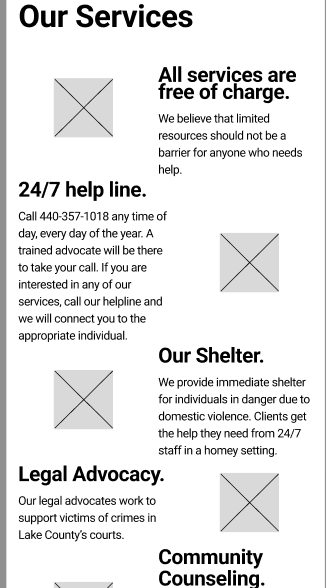 Our Services
All services are
free of charge.
We believe that limited
resources should not be a
barrier for anyone who needs
help.
24/7 help line.
Call 440-357-1018 any time of
day, every day of the year. A
trained advocate will be there
to take your call. If you are
interested in any of our
services, call our helpline and
we will connect you to the
appropriate individual.
Our Shelter.
We provide immediate shelter
for individuals in danger due to
domestic violence. Clients get
the help they need from 24/7
staff in a homey setting.
Legal Advocacy.
Our legal advocates work to
support victims of crimes in
Lake County's courts.
Community
Counseling.